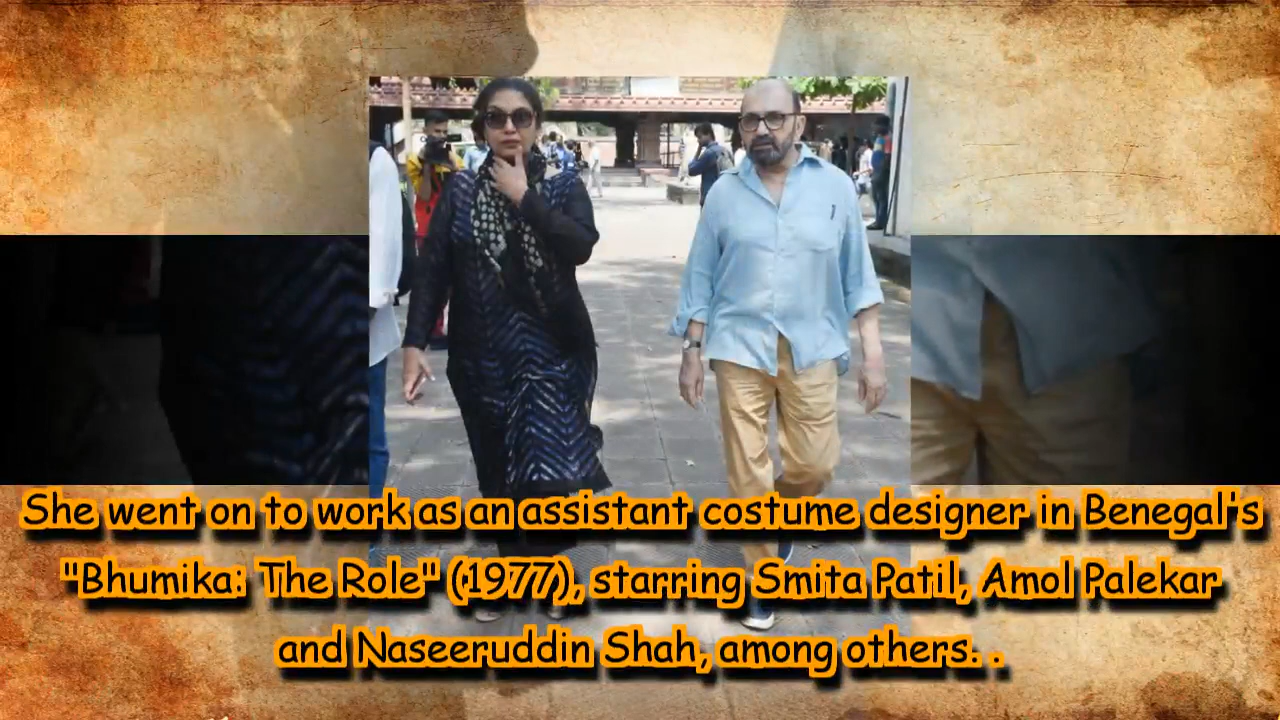 She went on to work as an assistant costume designer in Benegal's
"Bhumika: The Role" (1977), starring Smita Patil, Amol Palekar
and Naseeruddin Shah, among others. .